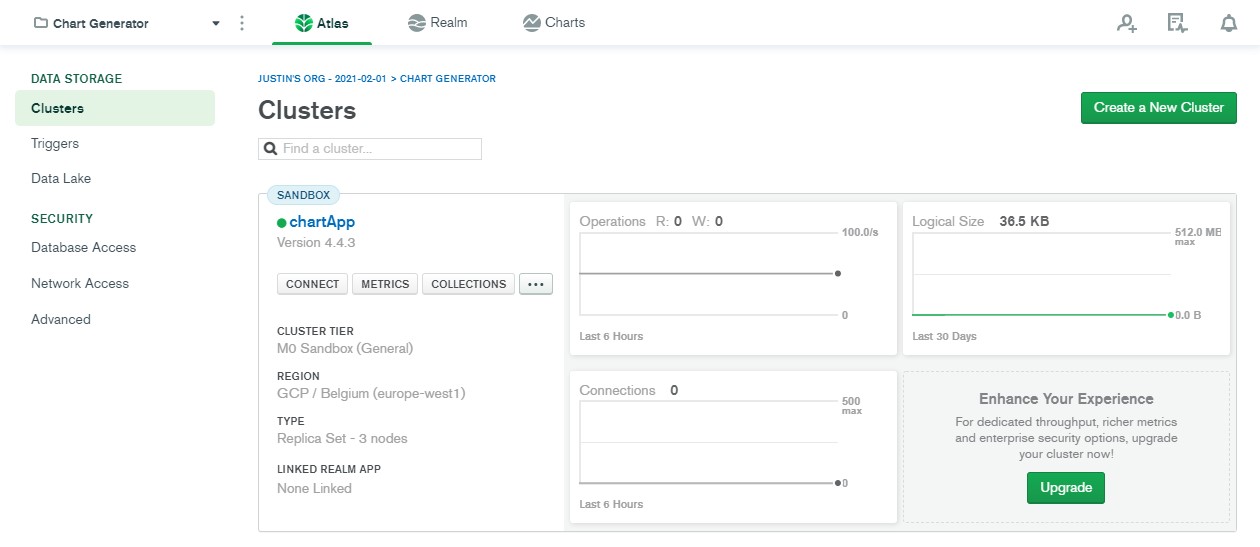 Chart Generator
Atlas
Realm
Charts
DATA STORAGE
Clusters
Triggers
Data Lake
SECURITY
Database Access
Network Access
Advanced
JUSTIN'S ORG - 2021-02-01 > CHART GENERATOR
Clusters
Create a New Cluster
Find a cluster...
SANDBOX
chartApp
Version 4.4.3
CONNECT
METRICS
COLLECTIONS
...
CLUSTER TIER
M0 Sandbox (General)
REGION
GCP / Belgium (europe-west1)
TYPE
Replica Set - 3 nodes
LINKED REALM APP
None Linked
Operations R: 0 W: 0
100.0/s
0
Last 6 Hours
Logical Size 36.5 KB
512.0 MB
max
0.0 B
Last 30 Days
Connections 0
500
max
0
Last 6 Hours
Enhance Your Experience
For dedicated throughput, richer metrics
and enterprise security options, upgrade
your cluster now!
Upgrade